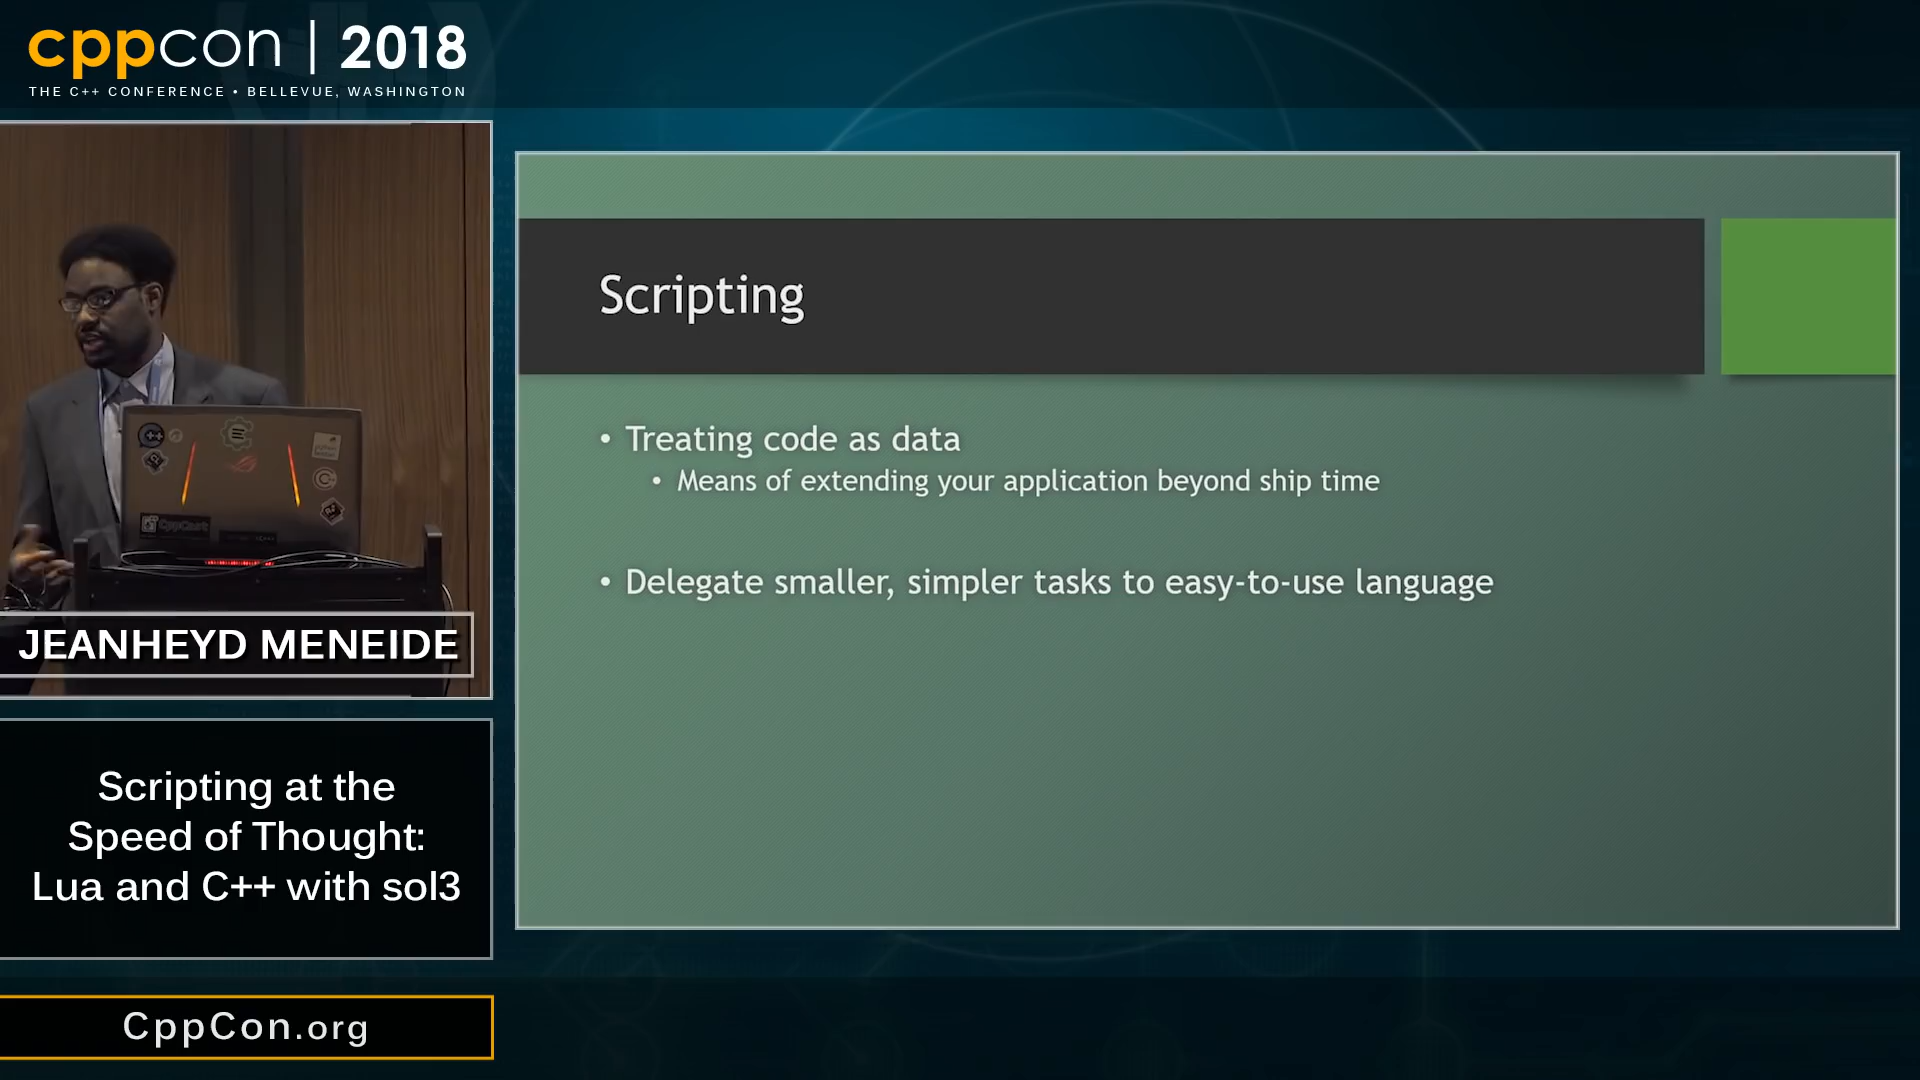 cppcon | 2018
THE C++ CONFERENCE • BELLEVUE, WASHINGTON
Scripting
• Treating code as data
• Means of extending your application beyond ship time
• Delegate smaller, simpler tasks to easy-to-use language
CppCast
JEANHEYD MENEIDE
Scripting at the
Speed of Thought:
Lua and C++ with sol3
CppCon.org